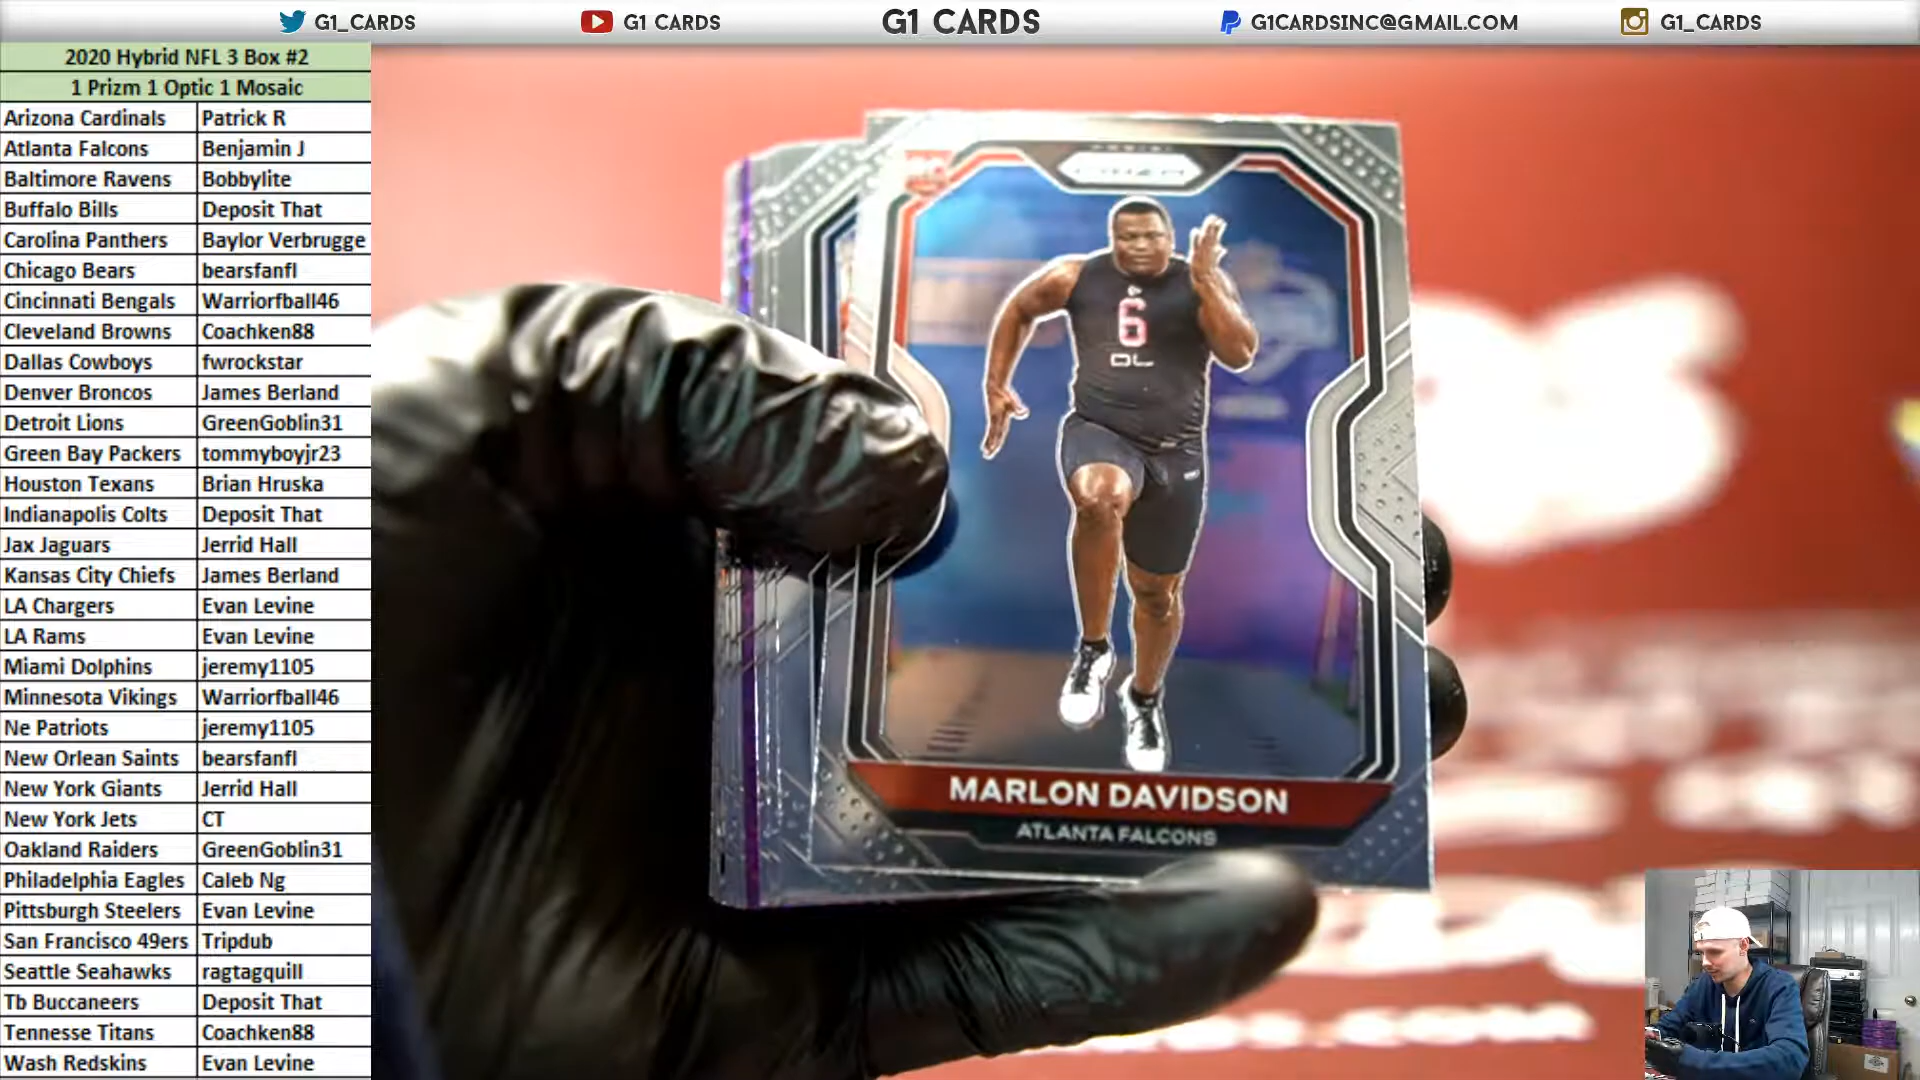 G1_CARDS G1 CARDS G1 CARDS G1CARDSINC@GMAIL.COM G1_CARDS
2020 Hybrid NFL 3 Box #2
1 Prizm 1 Optic 1 Mosaic
Arizona Cardinals Patrick R
Atlanta Falcons Benjamin J
Baltimore Ravens Bobbylite
Buffalo Bills Deposit That
Carolina Panthers Baylor Verbrugge
Chicago Bears bearsfanfl
Cincinnati Bengals Warriorfball46
Cleveland Browns Coachken88
Dallas Cowboys fwrockstar
Denver Broncos James Berland
Detroit Lions GreenGoblin31
Green Bay Packers tommyboyjr23
Houston Texans Brian Hruska
Indianapolis Colts Deposit That
Jax Jaguars Jerrid Hall
Kansas City Chiefs James Berland
LA Chargers Evan Levine
LA Rams Evan Levine
Miami Dolphins jeremy1105
Minnesota Vikings Warriorfball46
Ne Patriots jeremy1105
New Orlean Saints bearsfanfl
New York Giants Jerrid Hall
New York Jets CT
Oakland Raiders GreenGoblin31
Philadelphia Eagles Caleb Ng
Pittsburgh Steelers Evan Levine
San Francisco 49ers Tripdub
Seattle Seahawks ragtagquill
Tb Buccaneers Deposit That
Tennesse Titans Coachken88
Wash Redskins Evan Levine
PRIZM
6
DL
MARLON DAVIDSON
ATLANTA FALCONS